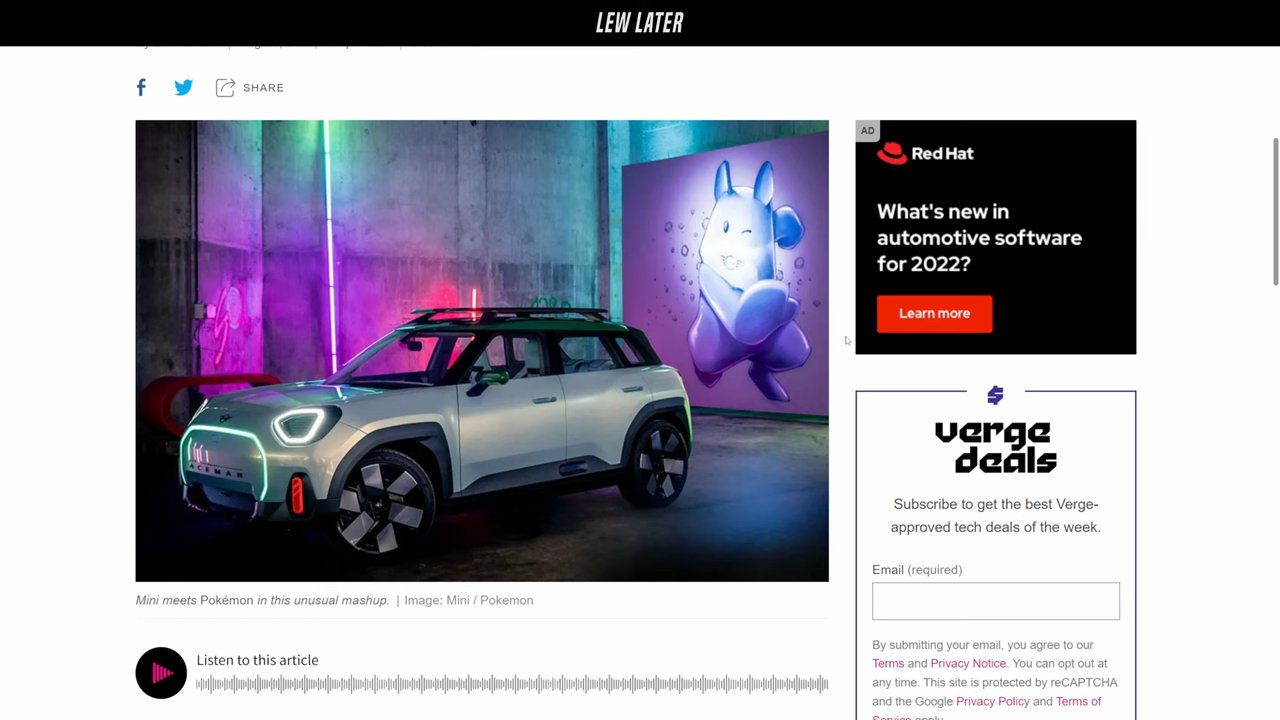 LEW LATER
SHARE
AD
Red Hat
What's new in
automotive software
for 2022?
Learn more
ACEMAN
Mini meets Pokémon in this unusual mashup. | Image: Mini / Pokemon
Listen to this article
verge
deals
Subscribe to get the best Verge-
approved tech deals of the week.
Email (required)
By submitting your email, you agree to our
Terms and Privacy Notice. You can opt out at
any time. This site is protected by reCAPTCHA
and the Google Privacy Policy and Terms of
Service apply.